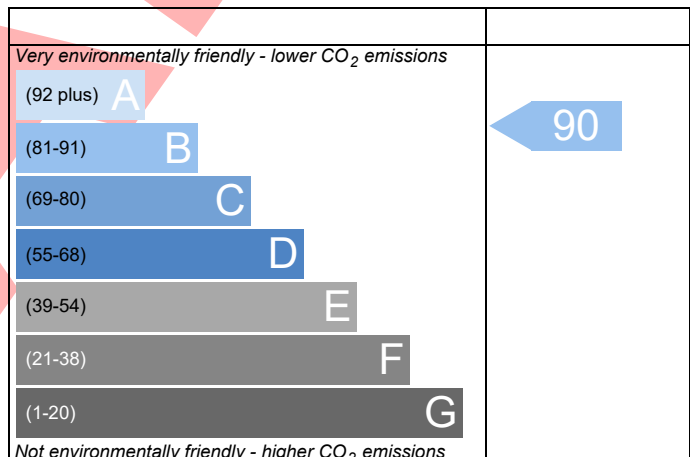 Very environmentally friendly - lower CO2 emissions
(92 plus) A
90
(81-91) B
(69-80) C
(55-68) D
(39-54) E
(21-38) F
(1-20) G
Not environmentally friendly - higher CO2 emissions